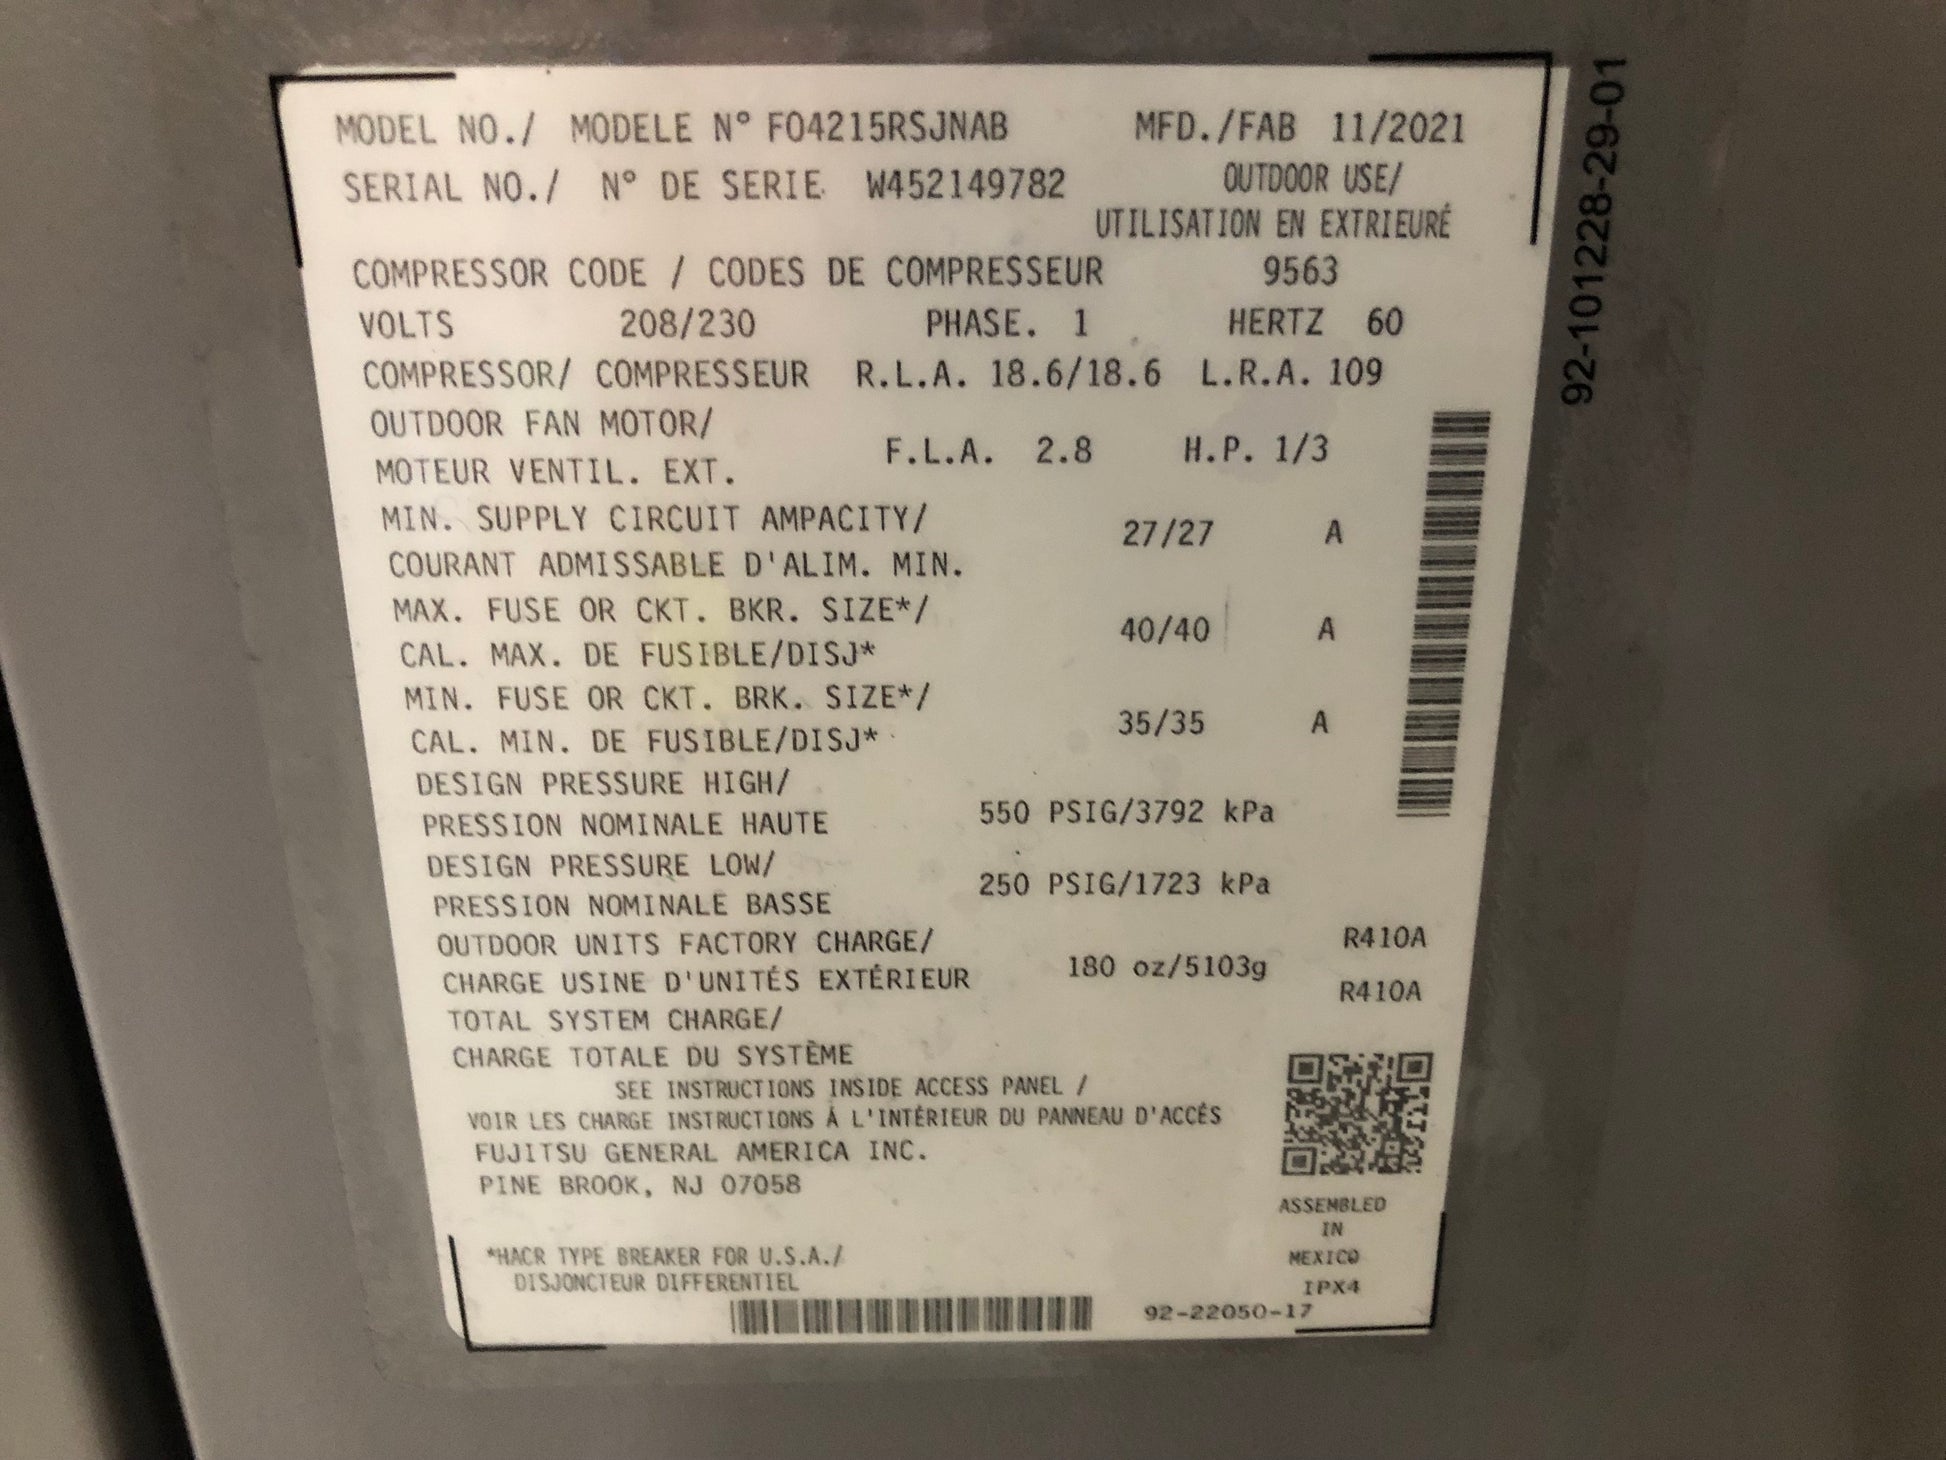 MODEL NO./ MODELE N° FO4215RSJNAB MFD./FAB 11/2021
SERIAL NO./ N° DE SERIE W452149782 OUTDOOR USE/
UTILISATION EN EXTRIEURÉ
COMPRESSOR CODE / CODES DE COMPRESSEUR 9563
VOLTS 208/230 PHASE. 1 HERTZ 60
COMPRESSOR/ COMPRESSEUR R.L.A. 18.6/18.6 L.R.A. 109
OUTDOOR FAN MOTOR/
MOTEUR VENTIL. EXT. F.L.A. 2.8 H.P. 1/3
MIN. SUPPLY CIRCUIT AMPACITY/
COURANT ADMISSABLE D'ALIM. MIN. 27/27 A
MAX. FUSE OR CKT. BKR. SIZE*/
CAL. MAX. DE FUSIBLE/DISJ* 40/40 A
MIN. FUSE OR CKT. BRK. SIZE*/
CAL. MIN. DE FUSIBLE/DISJ* 35/35 A
DESIGN PRESSURE HIGH/
PRESSION NOMINALE HAUTE 550 PSIG/3792 kPa
DESIGN PRESSURE LOW/
PRESSION NOMINALE BASSE 250 PSIG/1723 kPa
OUTDOOR UNITS FACTORY CHARGE/ R410A
CHARGE USINE D'UNITÉS EXTÉRIEUR 180 oz/5103g R410A
TOTAL SYSTEM CHARGE/
CHARGE TOTALE DU SYSTÈME
SEE INSTRUCTIONS INSIDE ACCESS PANEL /
VOIR LES CHARGE INSTRUCTIONS Á L'INTÉRIEUR DU PANNEAU D'ACCÉS
FUJITSU GENERAL AMERICA INC.
PINE BROOK, NJ 07058
ASSEMBLED
IN
MEXICO
IPX4
*HACR TYPE BREAKER FOR U.S.A./
DISJONCTEUR DIFFERENTIEL
92-22050-17
92-101228-29-01